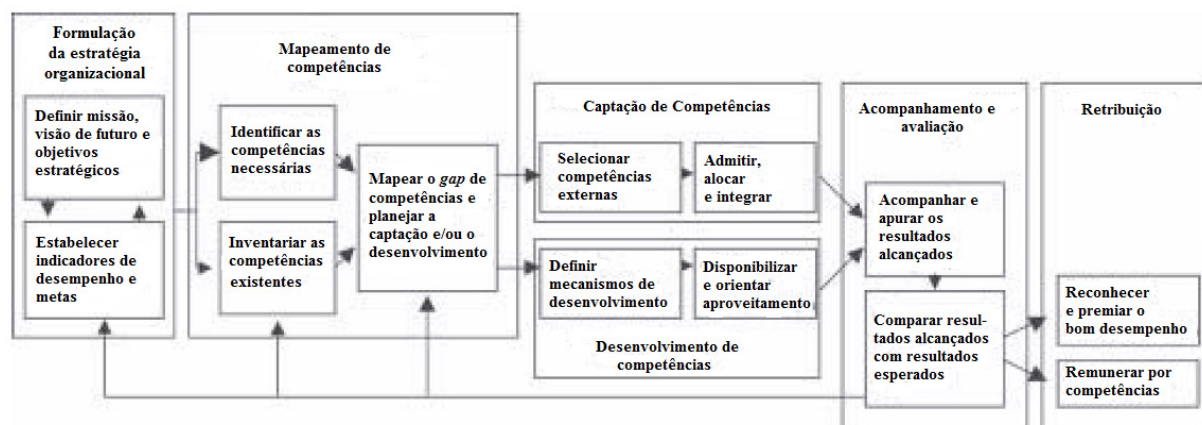 Formulação
da estratégia
organizacional
Definir missão,
visão de futuro e
objetivos
estratégicos
Estabelecer
indicadores de
desempenho e
metas
Mapeamento de
competências
Identificar as
competências
necessárias
Inventariar as
competências
existentes
Mapear o gap de
competências e
planejar a
captação e/ou o
desenvolvimento
Captação de Competências
Selecionar
competências
externas
Admitir,
alocar
e integrar
Definir
mecanismos de
desenvolvimento
Disponibilizar
e orientar
aproveitamento
Desenvolvimento de
competências
Acompanhamento e
avaliação
Acompanhar e
apurar os
resultados
alcançados
Comparar resul-
tados alcançados
com resultados
esperados
Retribuição
Reconhecer
e premiar o
bom desempenho
Remunerar por
competências